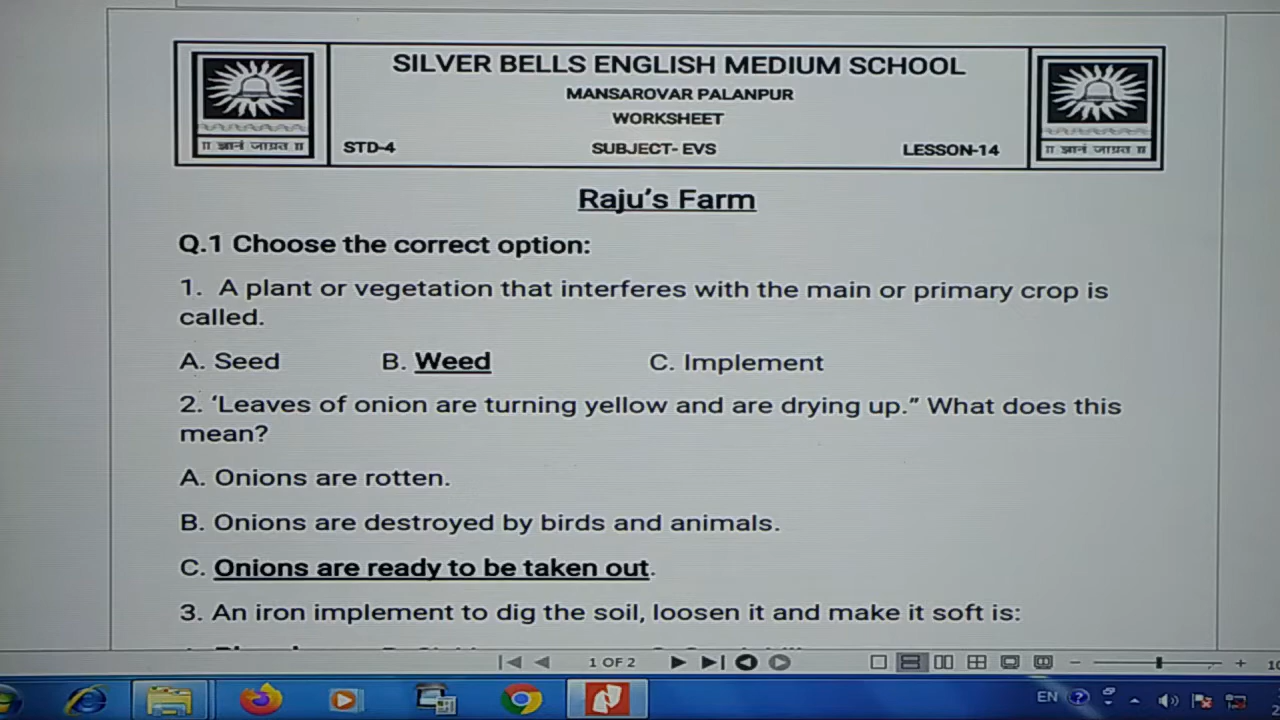 SILVER BELLS ENGLISH MEDIUM SCHOOL
MANSAROVAR PALANPUR
WORKSHEET
STD-4 SUBJECT- EVS LESSON-14
॥ ज्ञानं जाग्रत ॥ ॥ ज्ञानं जाग्रत ॥
Raju's Farm
Q.1 Choose the correct option:
1. A plant or vegetation that interferes with the main or primary crop is
called.
A. Seed B. Weed C. Implement
2. ‘Leaves of onion are turning yellow and are drying up.” What does this
mean?
A. Onions are rotten.
B. Onions are destroyed by birds and animals.
C. Onions are ready to be taken out.
3. An iron implement to dig the soil, loosen it and make it soft is:
1 OF 2
EN